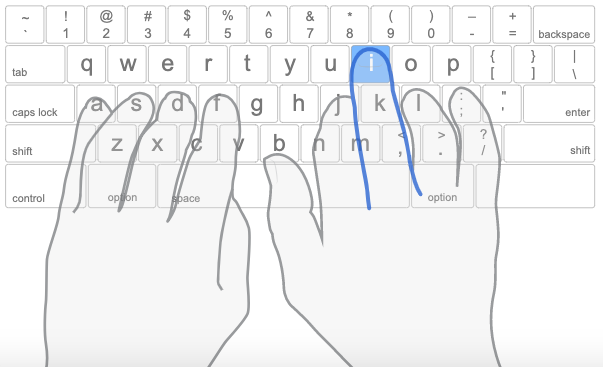 ~ ! @ # $ % ^ & * ( ) – +
` 1 2 3 4 5 6 7 8 9 0 - = backspace
tab q w e r t y u i o p { } |
[ ] \
caps lock a s d f g h j k l : " enter
; '
shift z x c v b n m < > ? shift
, . /
control option space option